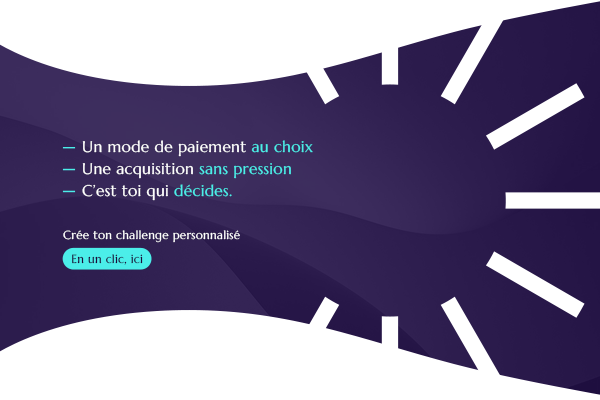 — Un mode de paiement au choix
— Une acquisition sans pression
— C'est toi qui décides.
Crée ton challenge personnalisé
En un clic, ici